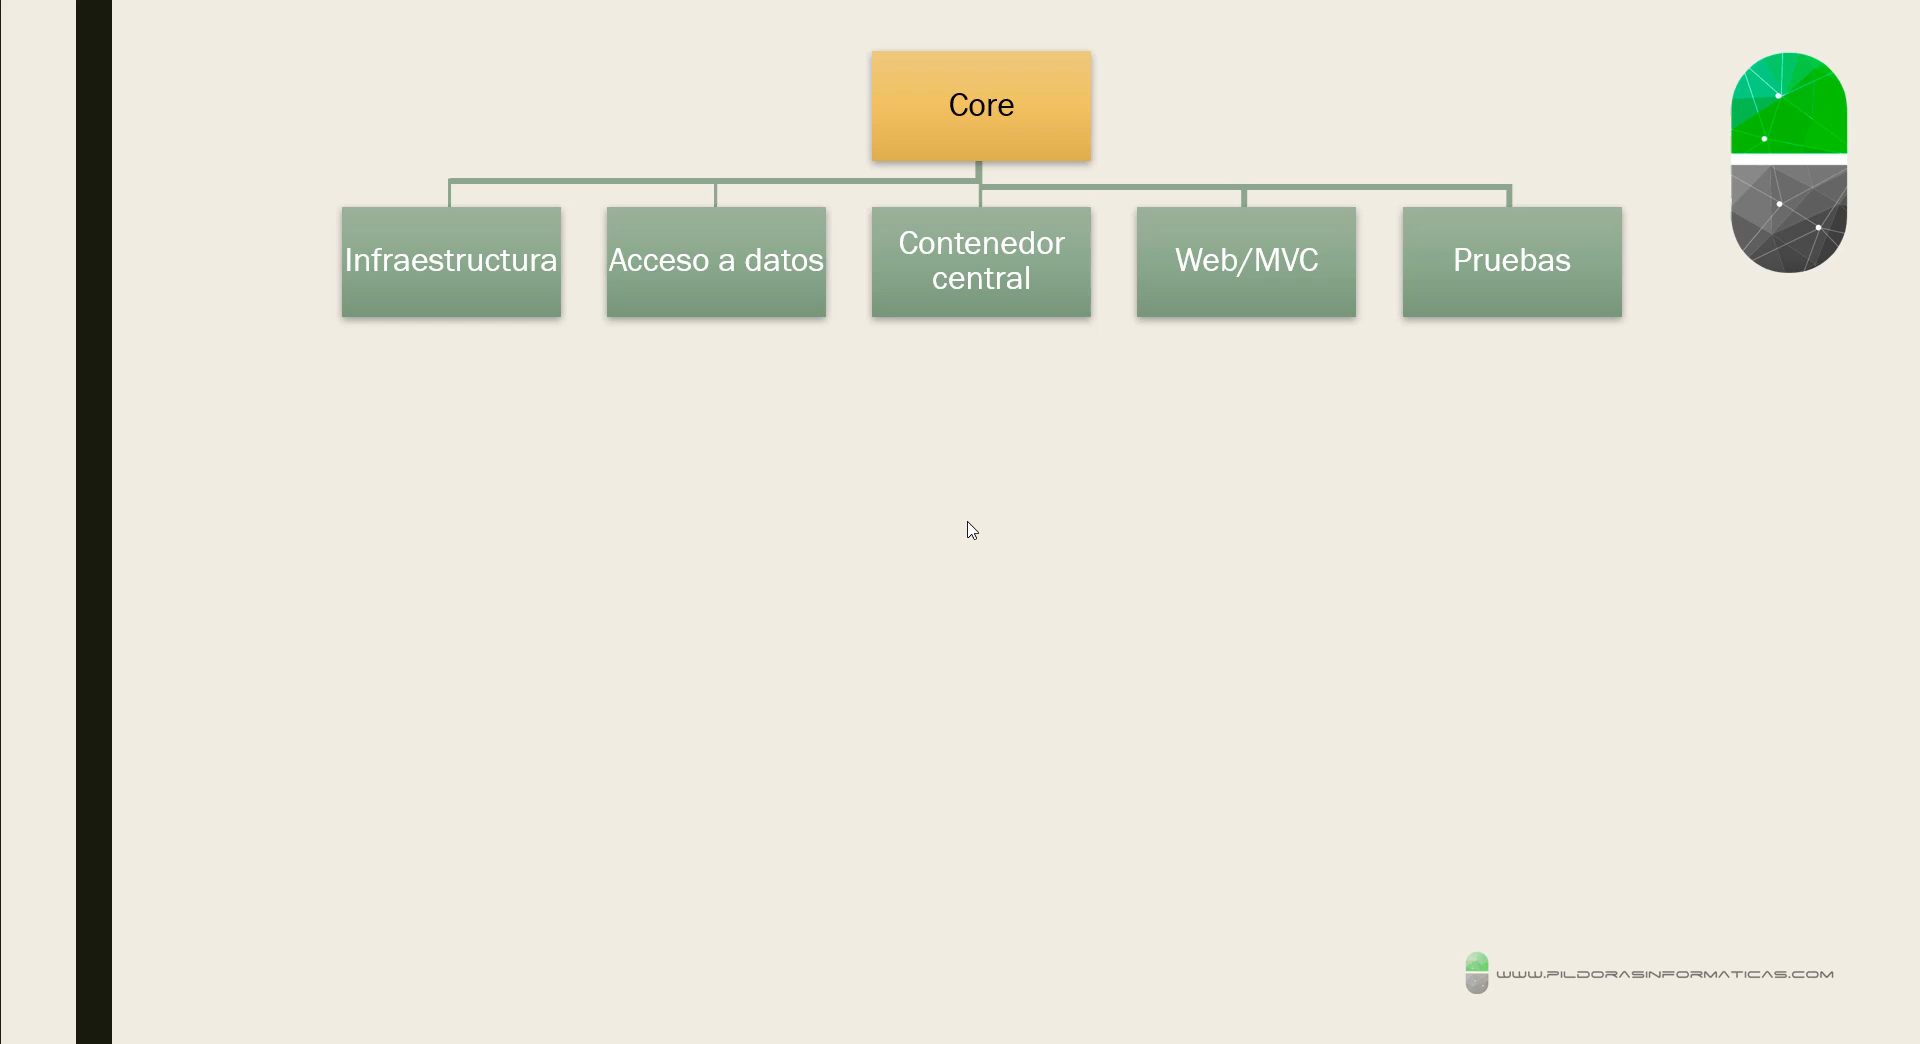 Core
Infraestructura
Acceso a datos
Contenedor
central
Web/MVC
Pruebas
WWW.PILDORASINFORMATICAS.COM